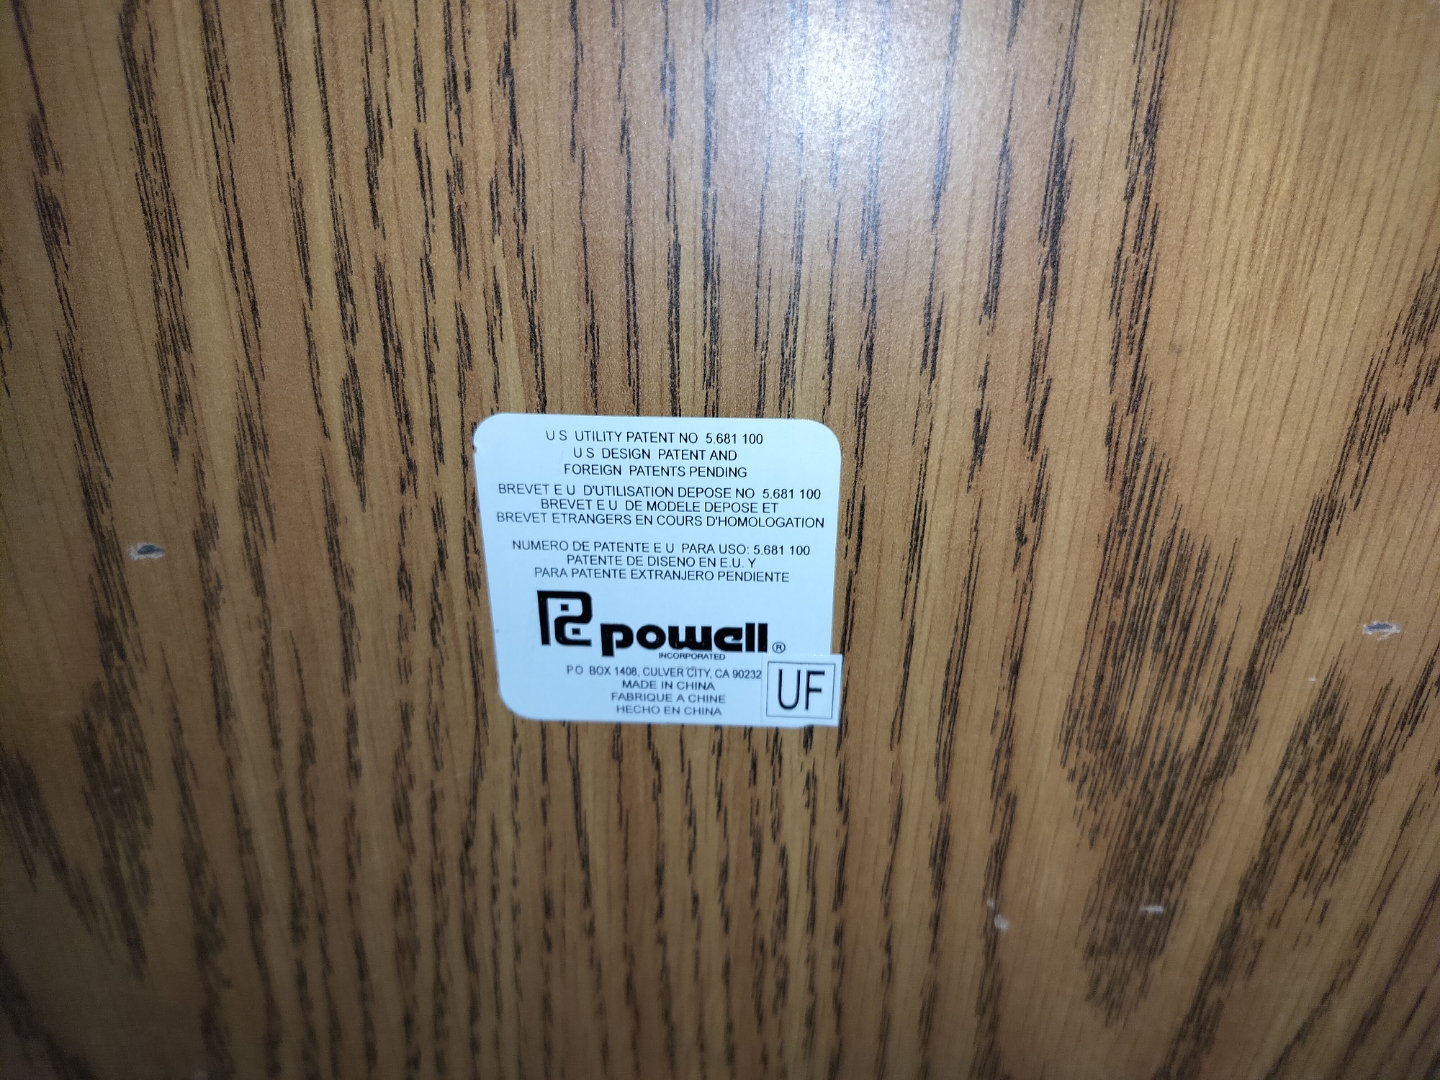 U S UTILITY PATENT NO 5.681 100
U S DESIGN PATENT AND
FOREIGN PATENTS PENDING
BREVET E U D'UTILISATION DEPOSE NO 5.681 100
BREVET E U DE MODELE DEPOSE ET
BREVET ETRANGERS EN COURS D'HOMOLOGATION
NUMERO DE PATENTE E U PARA USO: 5.681 100
PATENTE DE DISENO EN E.U. Y
PARA PATENTE EXTRANJERO PENDIENTE
powell®
INCORPORATED
P O BOX 1408, CULVER CITY, CA 90232
MADE IN CHINA
FABRIQUE A CHINE
HECHO EN CHINA
UF